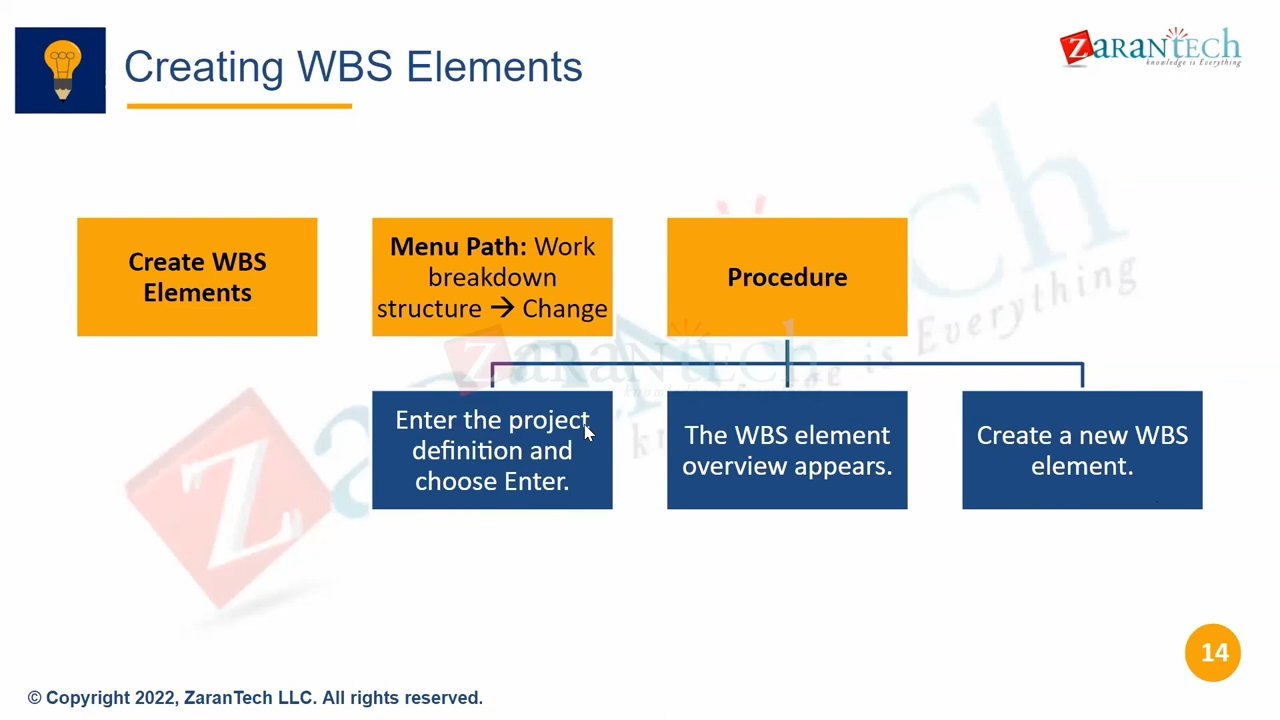 Creating WBS Elements
ZaranTech
knowledge is Everything
Create WBS
Elements
Menu Path: Work
breakdown
structure → Change
Procedure
Enter the project
definition and
choose Enter.
The WBS element
overview appears.
Create a new WBS
element.
14
© Copyright 2022, ZaranTech LLC. All rights reserved.